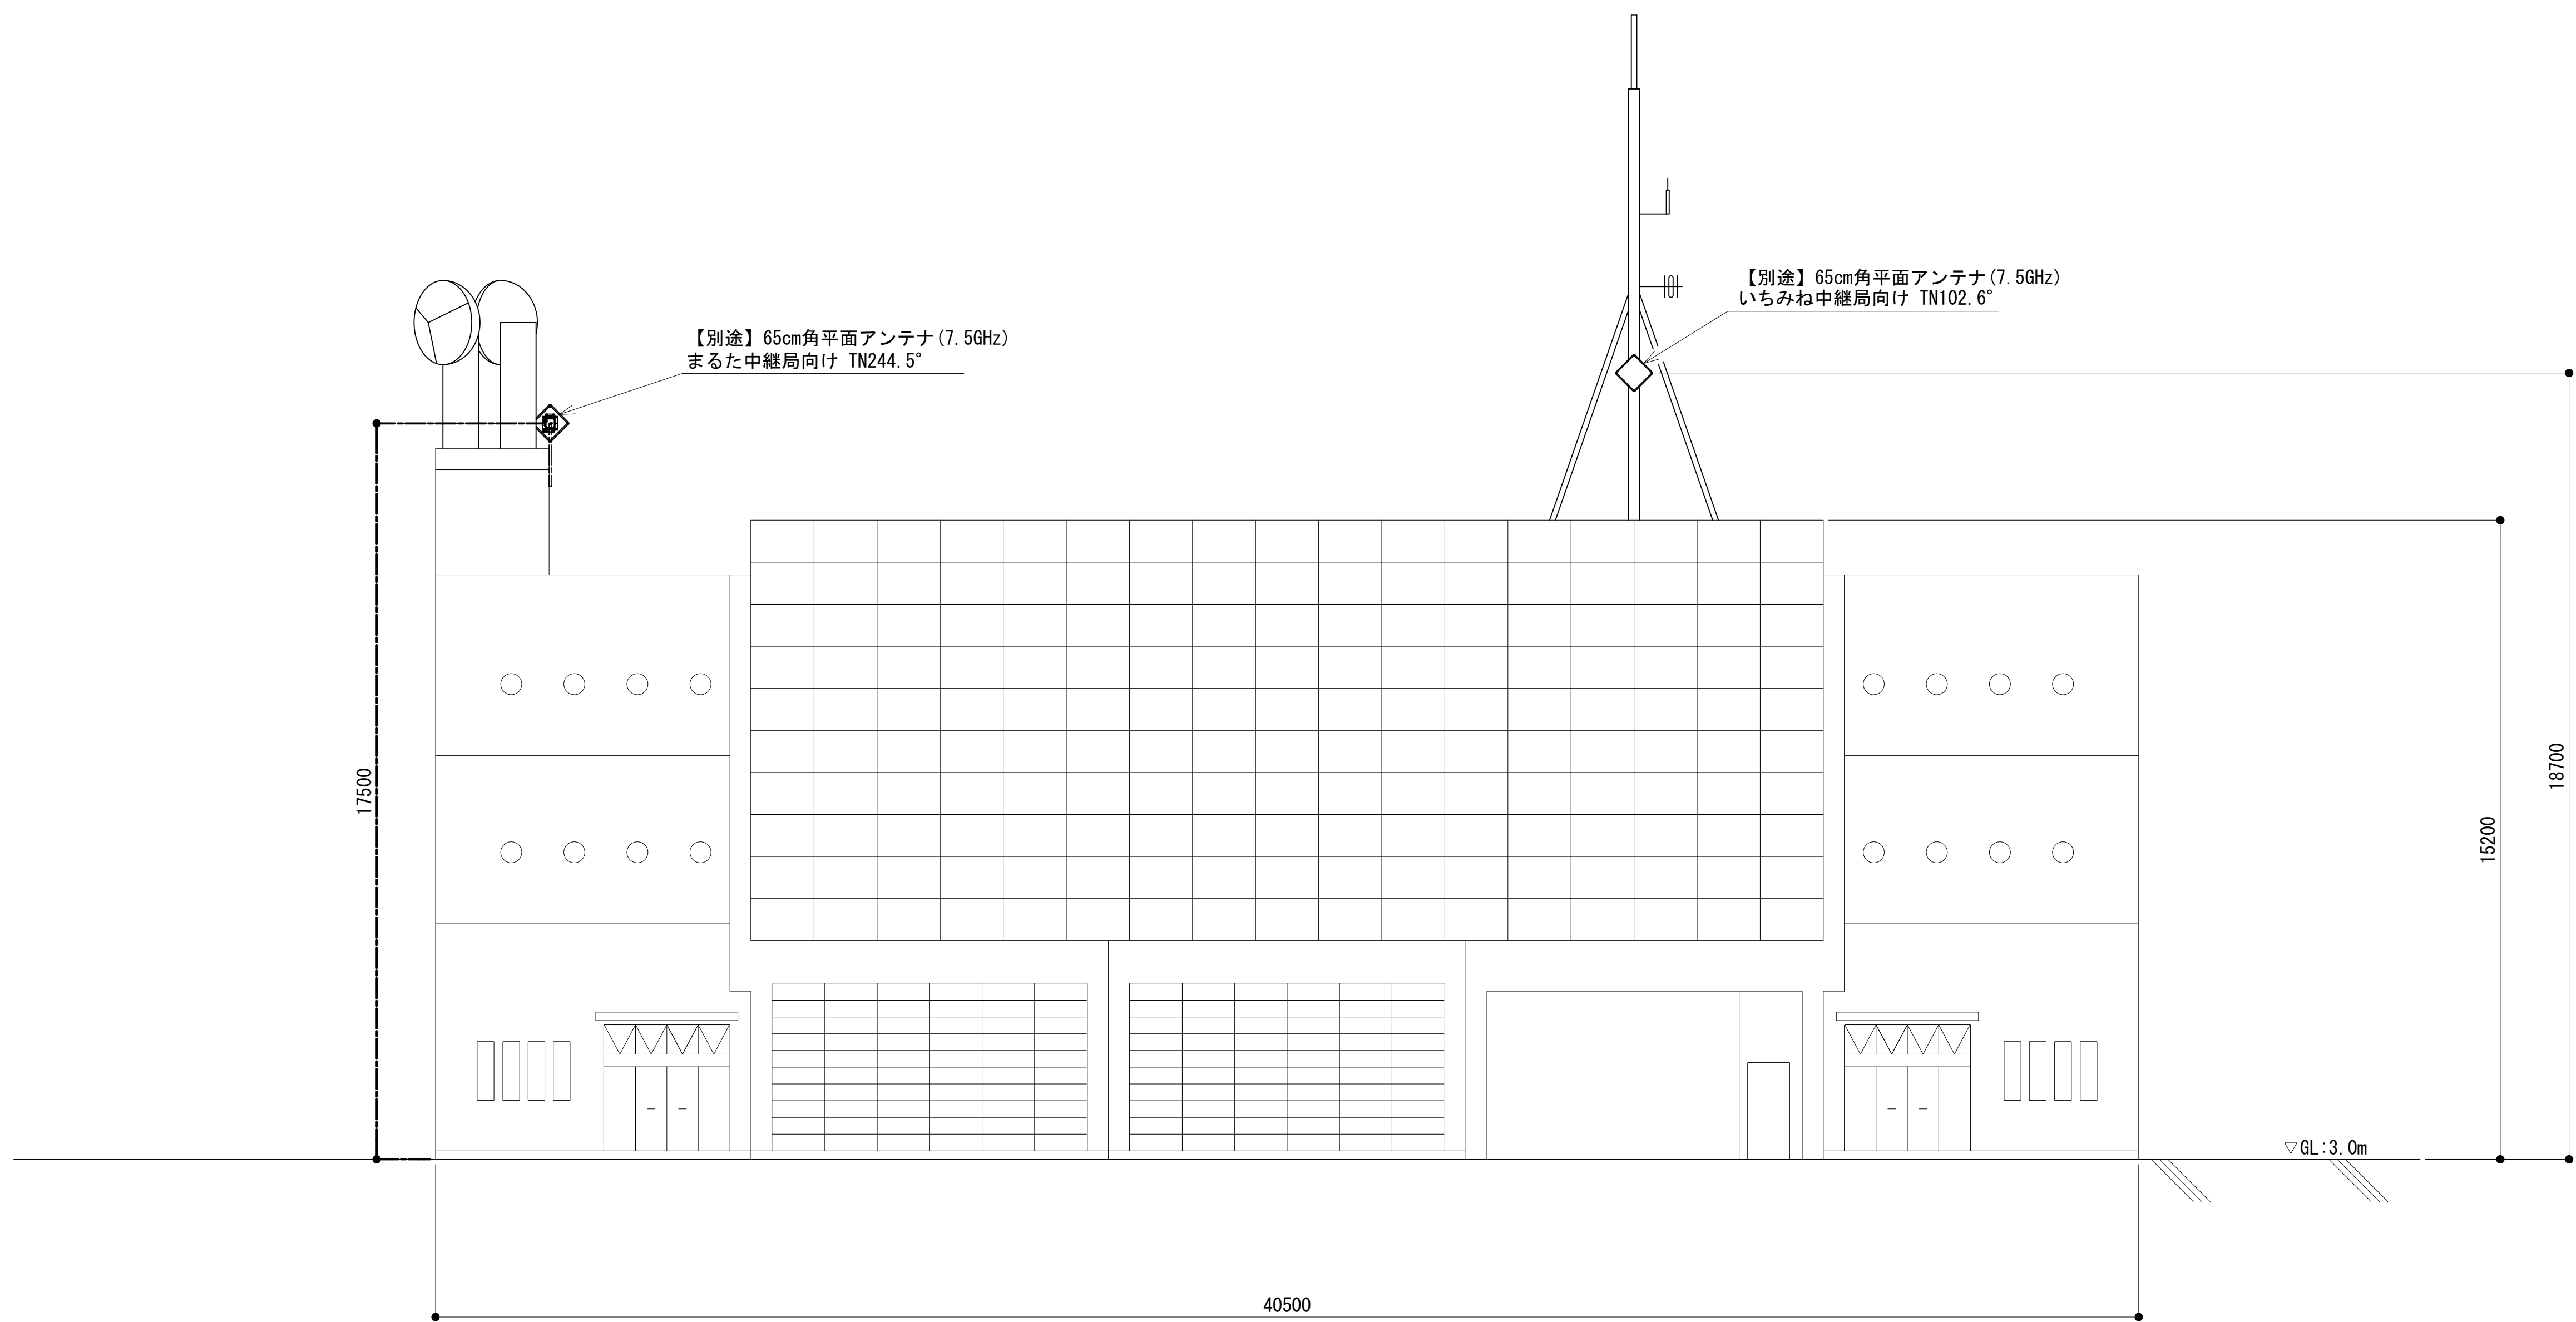 【別途】65cm角平面アンテナ(7.5GHz)
いちみね中継局向け TN102.6°
【別途】65cm角平面アンテナ(7.5GHz)
まるた中継局向け TN244.5°
17500
18700
15200
▽GL:3.0m
40500